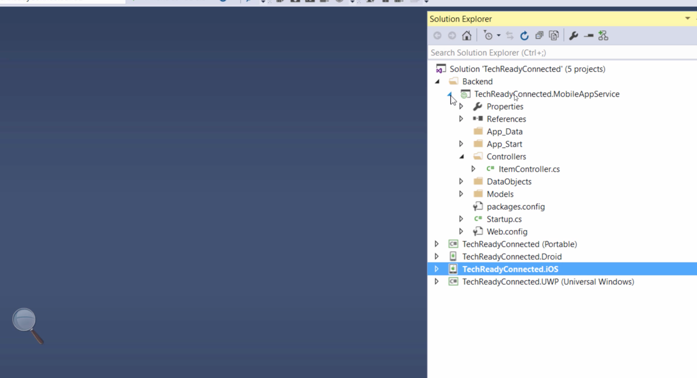 Solution Explorer
Search Solution Explorer (Ctrl+;)
Solution 'TechReadyConnected' (5 projects)
Backend
TechReadyConnected.MobileAppService
Properties
References
App_Data
App_Start
Controllers
ItemController.cs
DataObjects
Models
packages.config
Startup.cs
Web.config
TechReadyConnected (Portable)
TechReadyConnected.Droid
TechReadyConnected.iOS
TechReadyConnected.UWP (Universal Windows)